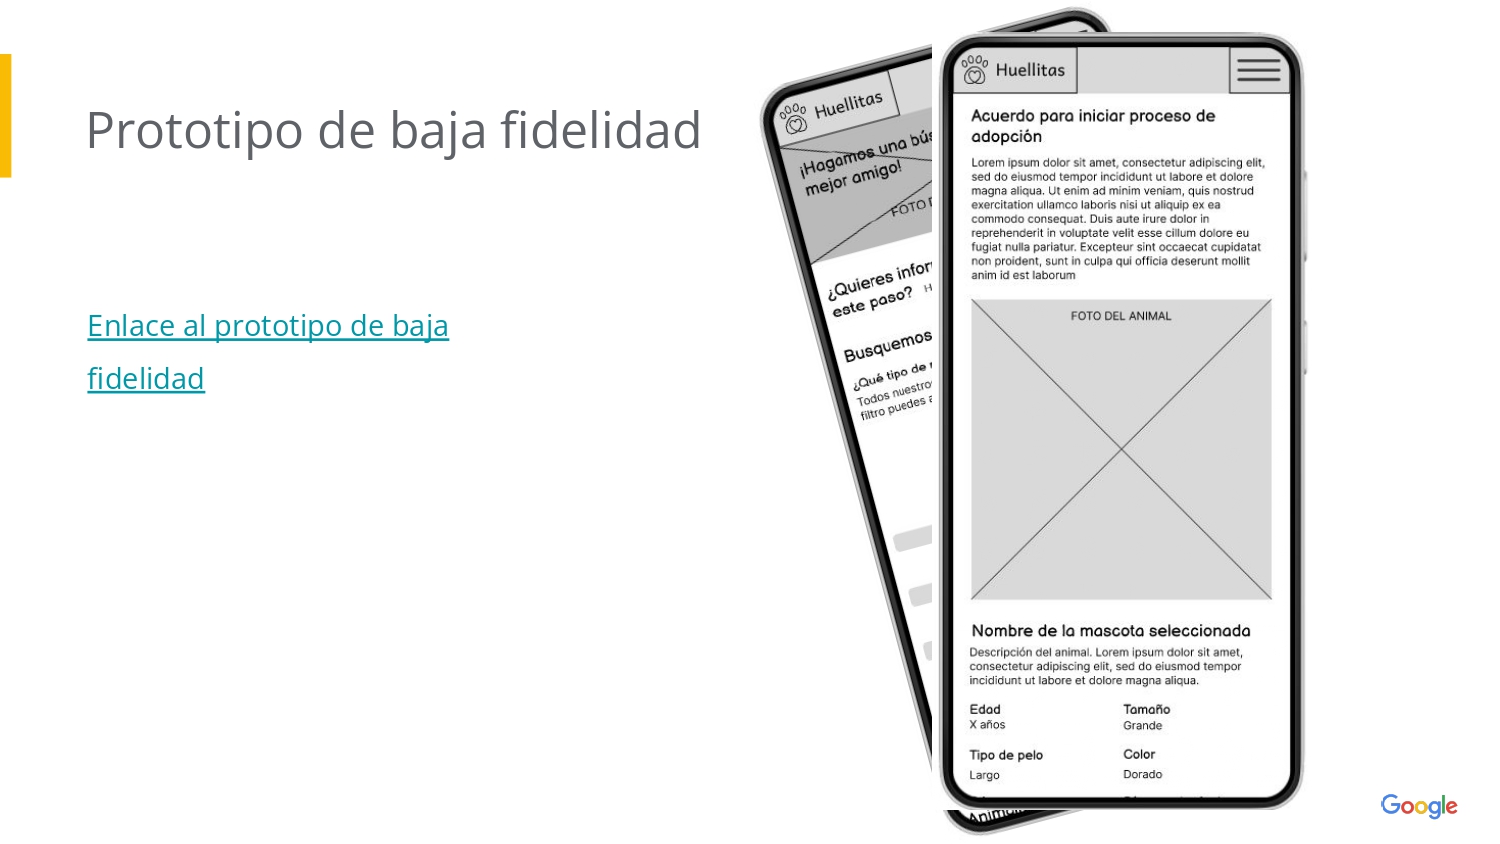 Prototipo de baja fidelidad
Enlace al prototipo de baja
fidelidad
Huellitas
¡Hagamos una
mejor amigo!
FOTO
¿Quieres
este paso?
Busquemos
¿Qué tipo de
Todos
filtro puedes
Huellitas
Acuerdo para iniciar proceso de
adopción
Lorem ipsum dolor sit amet, consectetur adipiscing elit,
sed do eiusmod tempor incididunt ut labore et dolore
magna aliqua. Ut enim ad minim veniam, quis nostrud
exercitation ullamco laboris nisi ut aliquip ex ea
commodo consequat. Duis aute irure dolor in
reprehenderit in voluptate velit esse cillum dolore eu
fugiat nulla pariatur. Excepteur sint occaecat cupidatat
non proident, sunt in culpa qui officia deserunt mollit
anim id est laborum
FOTO DEL ANIMAL
Nombre de la mascota seleccionada
Descripción del animal. Lorem ipsum dolor sit amet,
consectetur adipiscing elit, sed do eiusmod tempor
incididunt ut labore et dolore magna aliqua.
Edad
X años
Tamaño
Grande
Tipo de pelo
Largo
Color
Dorado
Google